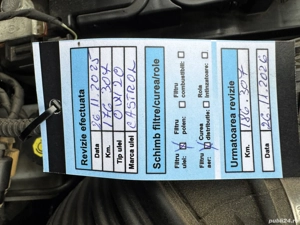 Revizie efectuata
Data 26.11.2025
Km. 176.304
Tip ulei 0W20
Marca ulei CASTROL
Schimb filtre/curea/role
Filtru ulei:
Filtru polen:
Filtru combustibil:
Filtru aer:
Curea distributie:
Role intinzatoare:
Urmatoarea revizie
Km. 186.304
Data 26.11.2026
publi24.ro